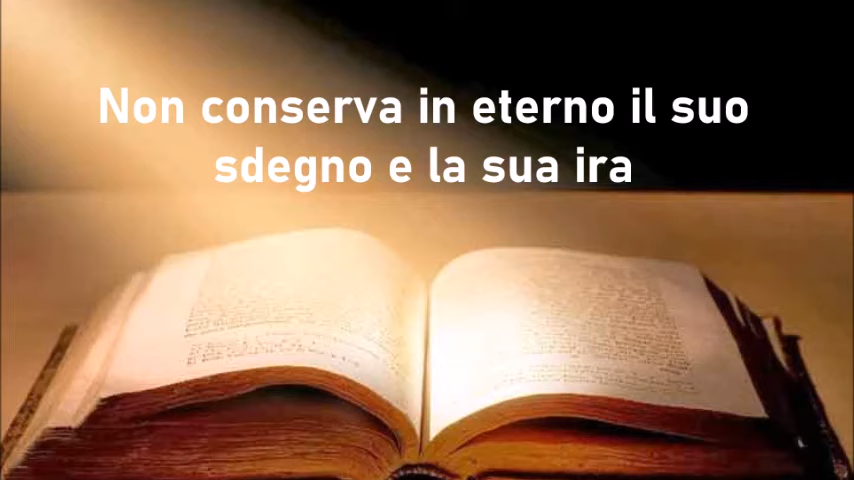 Non conserva in eterno il suo
sdegno e la sua ira